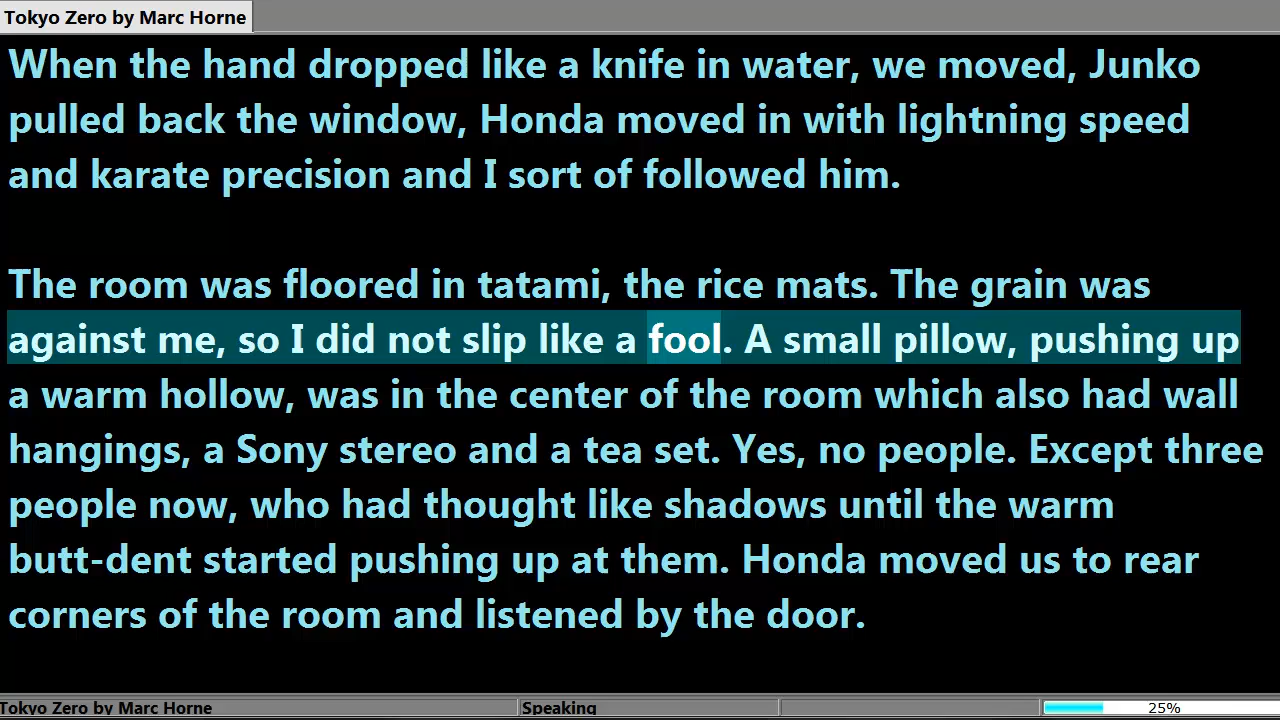 Tokyo Zero by Marc Horne
When the hand dropped like a knife in water, we moved, Junko
pulled back the window, Honda moved in with lightning speed
and karate precision and I sort of followed him.
The room was floored in tatami, the rice mats. The grain was
against me, so I did not slip like a fool. A small pillow, pushing up
a warm hollow, was in the center of the room which also had wall
hangings, a Sony stereo and a tea set. Yes, no people. Except three
people now, who had thought like shadows until the warm
butt-dent started pushing up at them. Honda moved us to rear
corners of the room and listened by the door.
Tokyo Zero by Marc Horne Speaking 25%